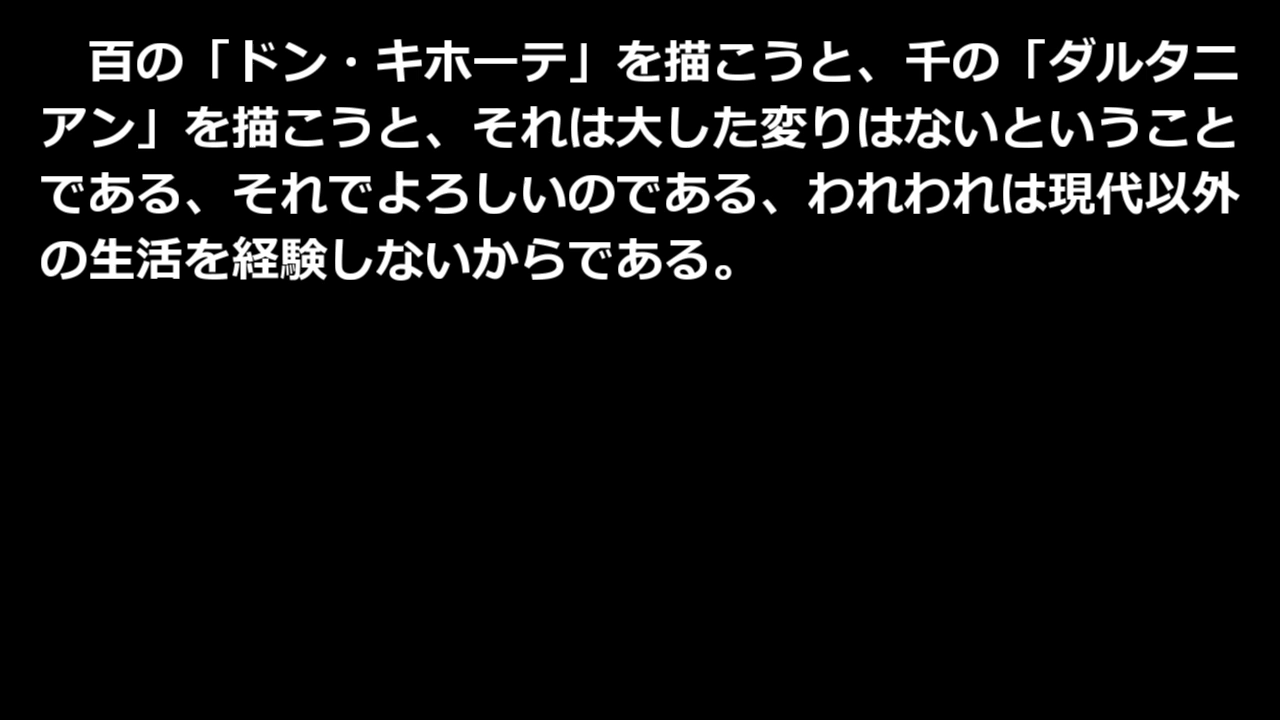 百の「ドン・キホーテ」を描こうと、千の「ダルタニ
アン」を描こうと、それは大した変りはないということ
である、それでよろしいのである、われわれは現代以外
の生活を経験しないからである。